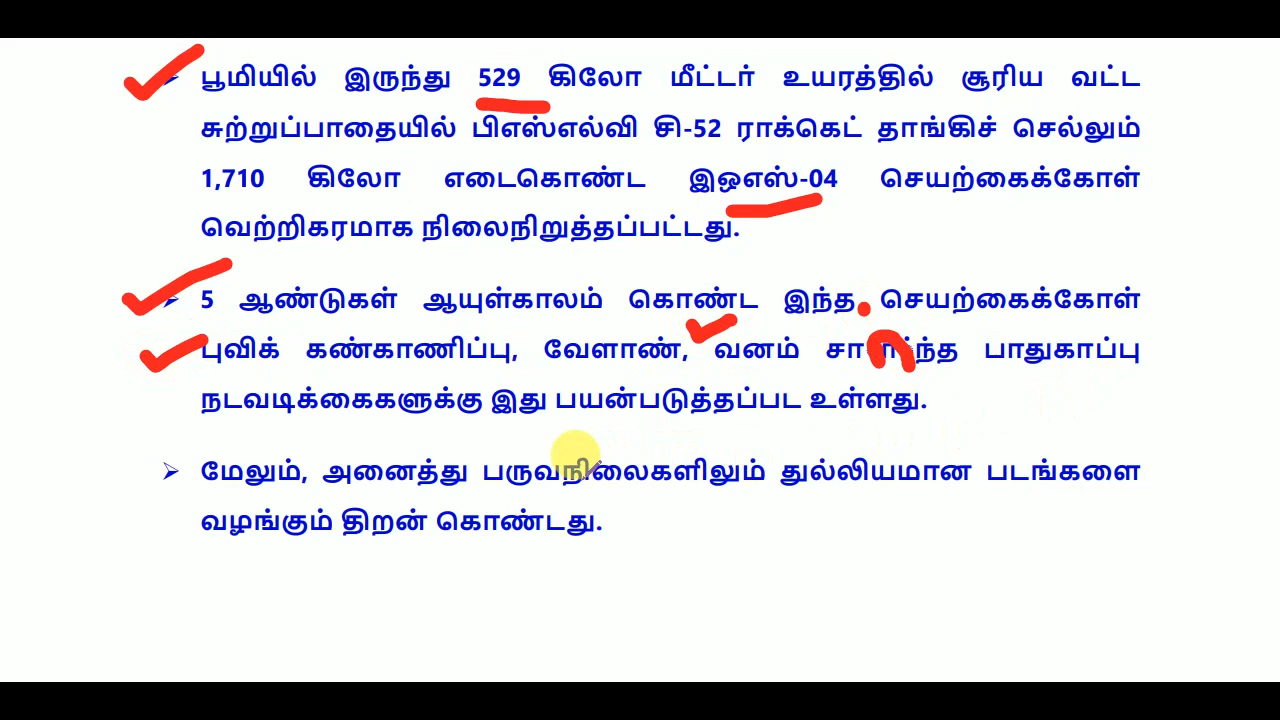 பூமியில் இருந்து 529 கிலோ மீட்டர் உயரத்தில் சூரிய வட்ட
சுற்றுப்பாதையில் பிஎஸ்எல்வி சி-52 ராக்கெட் தாங்கிச் செல்லும்
1,710 கிலோ எடைகொண்ட இஒஎஸ்-04 செயற்கைக்கோள்
வெற்றிகரமாக நிலைநிறுத்தப்பட்டது.
5 ஆண்டுகள் ஆயுள்காலம் கொண்ட இந்த செயற்கைக்கோள்
புவிக் கண்காணிப்பு, வேளாண், வனம் சார்ந்த பாதுகாப்பு
நடவடிக்கைகளுக்கு இது பயன்படுத்தப்பட உள்ளது.
மேலும், அனைத்து பருவநிலைகளிலும் துல்லியமான படங்களை
வழங்கும் திறன் கொண்டது.